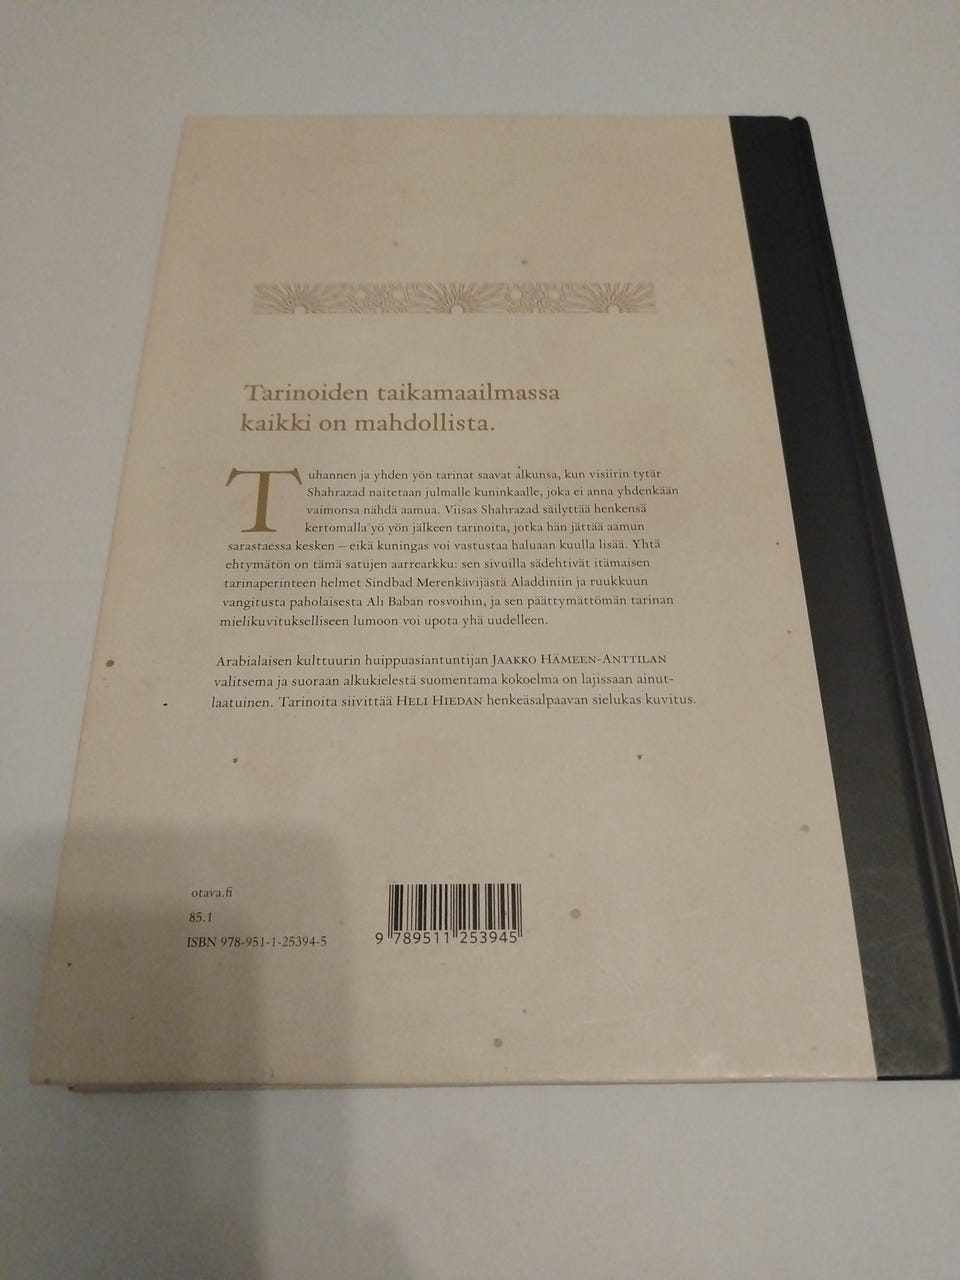 Tarinoiden taikamaailmassa
kaikki on mahdollista.
Tuhannen ja yhden yön tarinat saavat alkunsa, kun visiirin tytär
Shahrazad naitetaan julmalle kuninkaalle, joka ei anna yhdenkään
vaimonsa nähdä aamua. Viisas Shahrazad säilyttää henkensä
kertomalla yö yön jälkeen tarinoita, jotka hän jättää aamun
sarastaessa kesken – eikä kuningas voi vastustaa haluaan kuulla lisää. Yhtä
ehtymätön on tämä satujen aarrearkku: sen sivuilla sädehtivät itämaisen
tarinaperinteen helmet Sindbad Merenkävijästä Aladdiniin ja ruukkuun
vangitusta paholaisesta Ali Baban rosvoihin, ja sen päättymättömän tarinan
mielikuvitukselliseen lumoon voi upota yhä uudelleen.
Arabialaisen kulttuurin huippuasiantuntijan JAAKKO HÄMEEN-ANTTILAN
valitsema ja suoraan alkukielestä suomentama kokoelma on lajissaan ainut-
laatuinen. Tarinoita siivittää HELI HIEDAN henkeäsalpaavan sielukas kuvitus.
otava.fi
85.1
ISBN 978-951-1-25394-5
9 789511 253945